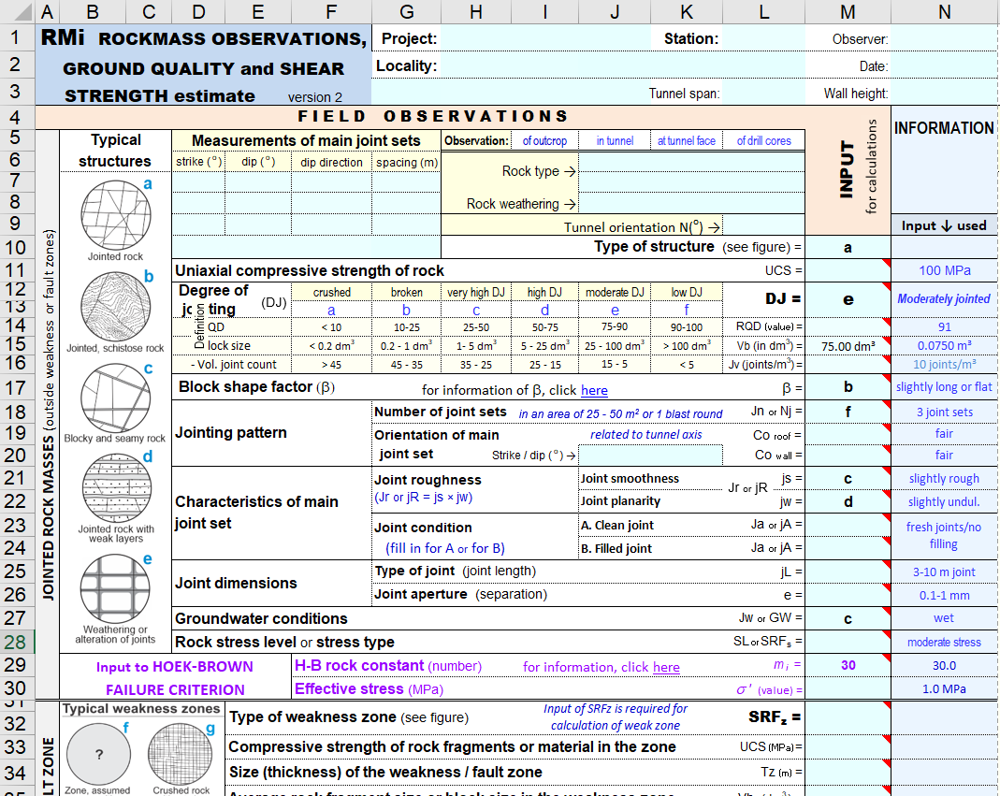 A B C D E F G H I J K L M N
1 RMi ROCKMASS OBSERVATIONS, Project: Station: Observer:
2 GROUND QUALITY and SHEAR Locality: Date:
3 STRENGTH estimate version 2 Tunnel span: Wall height:
4 FIELD OBSERVATIONS INPUT for calculations INFORMATION
5 Typical structures Measurements of main joint sets Observation: of outcrop in tunnel at tunnel face of drill cores
6 strike (°) dip (°) dip direction spacing (m) Rock type →
7
8 Rock weathering →
9 Tunnel orientation N(°) → Input ↓ used
10 Type of structure (see figure) = a
JOINTED ROCK MASSES (outside weakness or fault zones)
a
Jointed rock
b
Jointed, schistose rock
c
Blocky and seamy rock
d
Jointed rock with
weak layers
e
Weathering or
alteration of joints
11 Uniaxial compressive strength of rock UCS = 100 MPa
12 Degree of crushed broken very high DJ high DJ moderate DJ low DJ DJ = e Moderately jointed
13 jo ting (DJ) a b c d e f
Definition
14 QD < 10 10-25 25-50 50-75 75-90 90-100 RQD (value) = 91
15 lock size < 0.2 dm³ 0.2 - 1 dm³ 1- 5 dm³ 5 - 25 dm³ 25 - 100 dm³ > 100 dm³ Vb (in dm³) = 75.00 dm³ 0.0750 m³
16 - Vol. joint count > 45 45 - 35 35 - 25 25 - 15 15 - 5 < 5 Jv (joints/m³) = 10 joints/m³
17 Block shape factor (β) for information of β, click here β = b slightly long or flat
18 Jointing pattern Number of joint sets in an area of 25 - 50 m² or 1 blast round Jn or Nj = f 3 joint sets
19 Orientation of main related to tunnel axis Co roof = fair
20 joint set Strike / dip (°) → Co wall = fair
21 Characteristics of main joint set Joint roughness Joint smoothness Jr or jR js = c slightly rough
22 (Jr or jR = js × jw) Joint planarity jw = d slightly undul.
23 Joint condition A. Clean joint Ja or jA = fresh joints/no
24 (fill in for A or for B) B. Filled joint Ja or jA = filling
25 Joint dimensions Type of joint (joint length) jL = 3-10 m joint
26 Joint aperture (separation) e = 0.1-1 mm
27 Groundwater conditions Jw or GW = c wet
28 Rock stress level or stress type SL or SRFs = moderate stress
29 Input to HOEK-BROWN H-B rock constant (number) for information, click here mi = 30 30.0
30 FAILURE CRITERION Effective stress (MPa) σ' (value) = 1.0 MPa
31 Typical weakness zones
32 f g Type of weakness zone (see figure) Input of SRFz is required for
calculation of weak zone SRFz =
?
33 Compressive strength of rock fragments or material in the zone UCS (MPa) =
34 Size (thickness) of the weakness / fault zone Tz (m) =
LT ZONE
Zone, assumed Crushed rock
35 Average rock fragment size or block size in the weakness zone